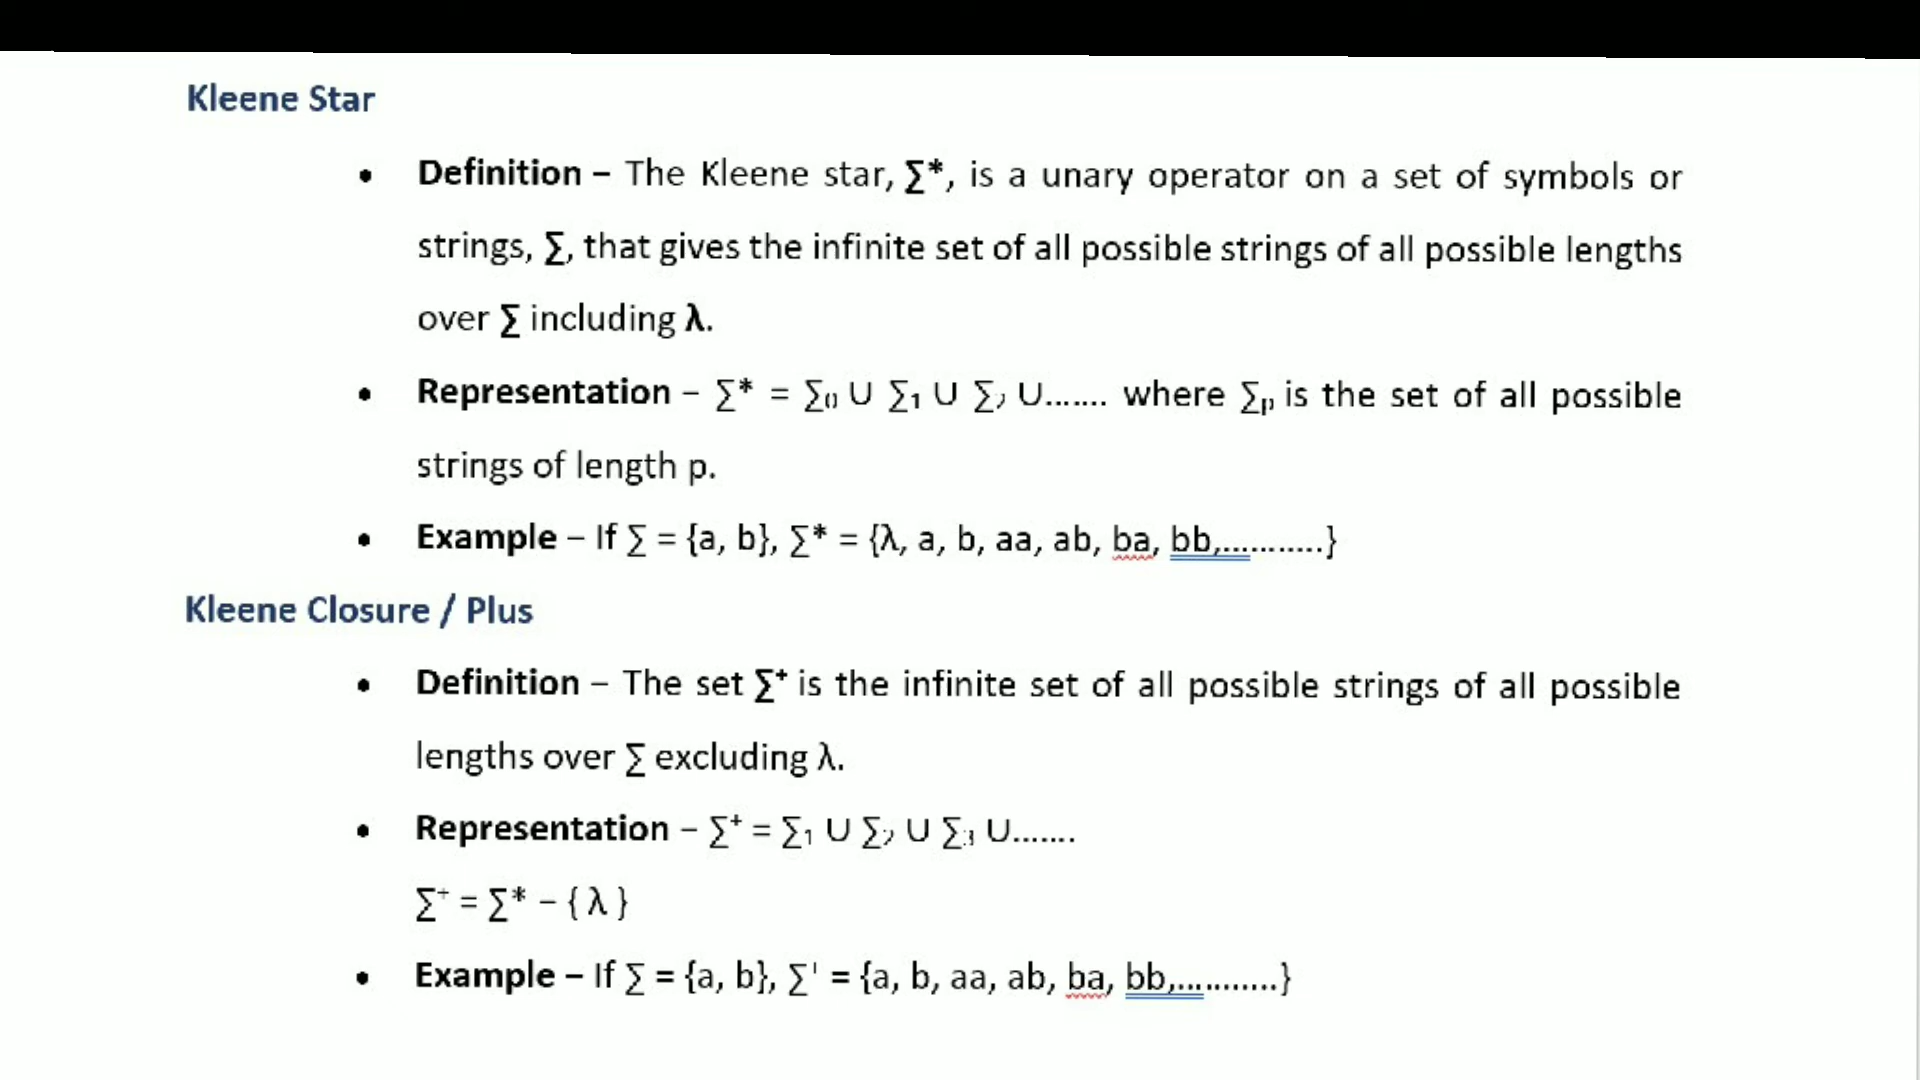 Kleene Star
• Definition – The Kleene star, ∑*, is a unary operator on a set of symbols or
strings, ∑, that gives the infinite set of all possible strings of all possible lengths
over ∑ including λ.
• Representation – ∑* = ∑₀ ∪ ∑₁ ∪ ∑₂ ∪....... where ∑ₚ is the set of all possible
strings of length p.
• Example – If ∑ = {a, b}, ∑* = {λ, a, b, aa, ab, ba, bb,...........}
Kleene Closure / Plus
• Definition – The set ∑⁺ is the infinite set of all possible strings of all possible
lengths over ∑ excluding λ.
• Representation – ∑⁺ = ∑₁ ∪ ∑₂ ∪ ∑₃ ∪.......
∑⁺ = ∑* − { λ }
• Example – If ∑ = {a, b}, ∑⁺ = {a, b, aa, ab, ba, bb,...........}